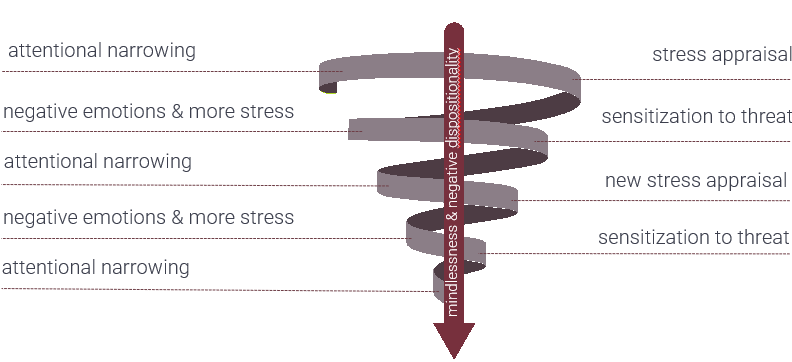 attentional narrowing
stress appraisal
negative emotions & more stress
sensitization to threat
attentional narrowing
new stress appraisal
negative emotions & more stress
sensitization to threat
attentional narrowing
mindlessness & negative dispositionality